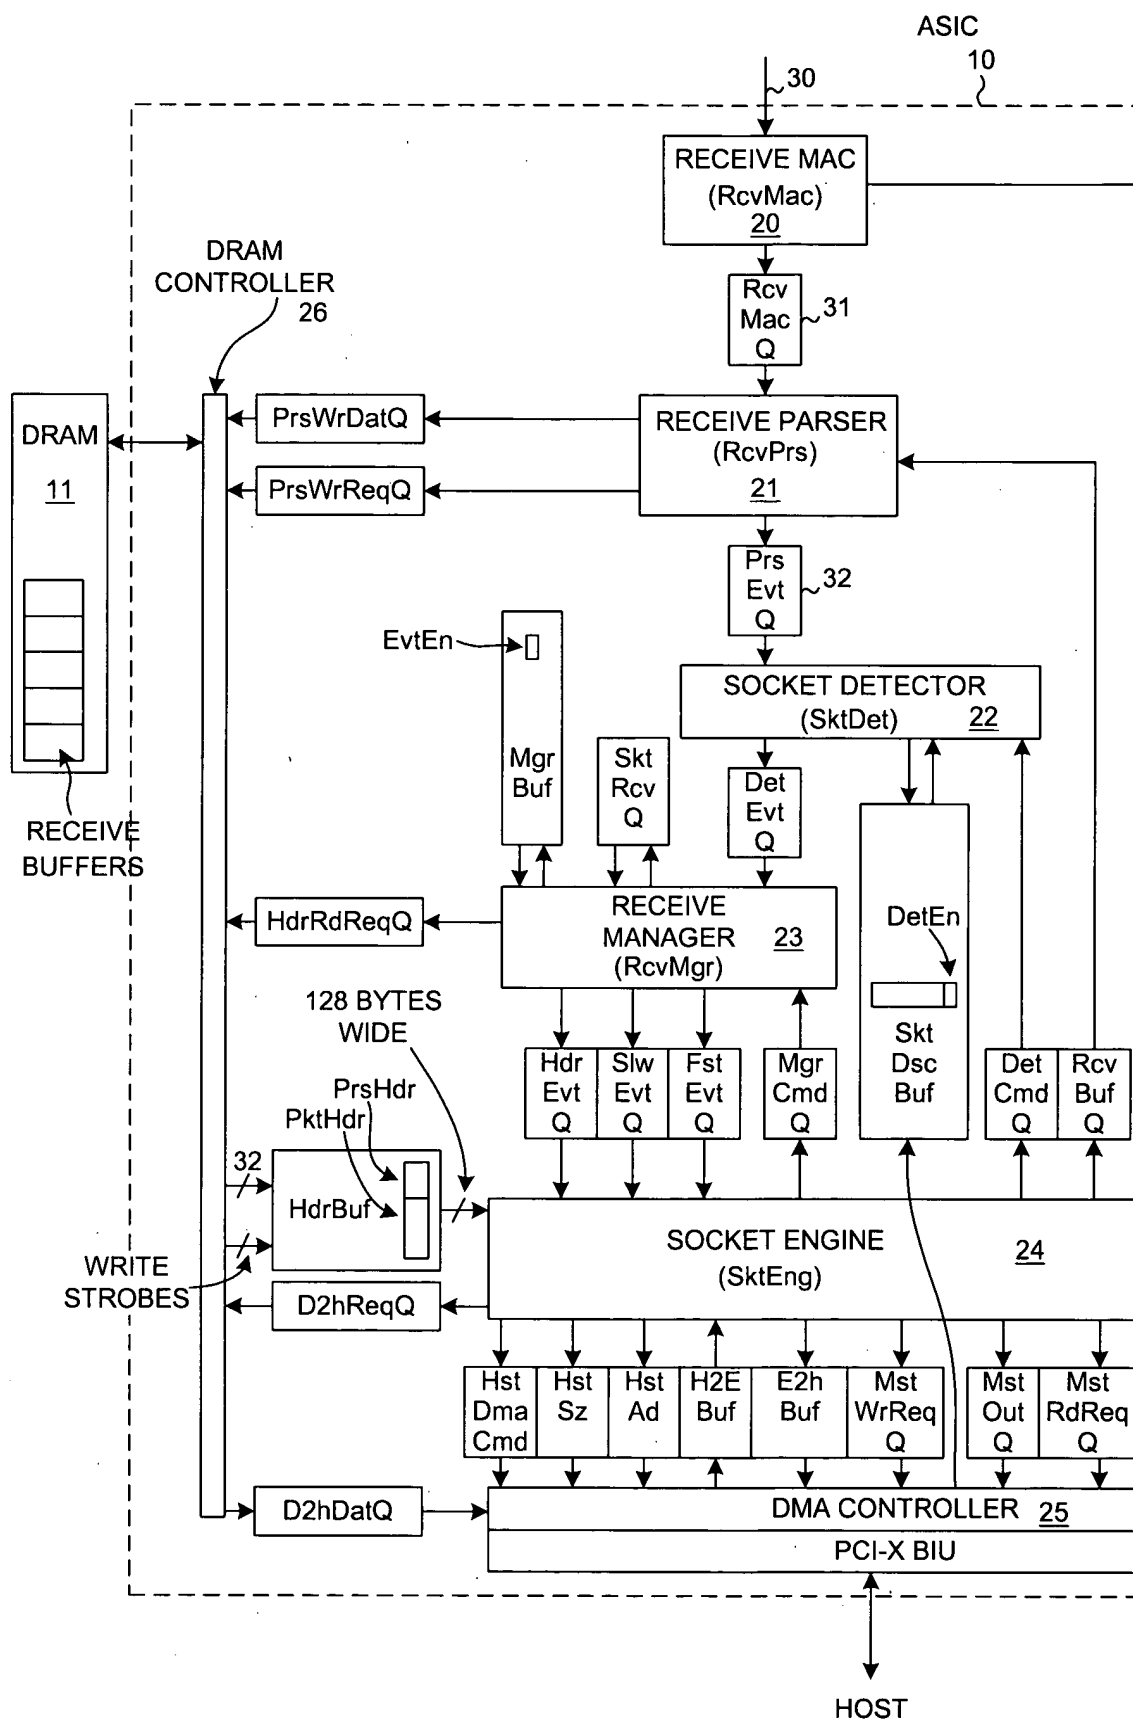 ASIC
10
30
RECEIVE MAC
(RcvMac)
20
DRAM
CONTROLLER
26
Rcv
Mac
Q
31
DRAM
11
PrsWrDatQ
PrsWrReqQ
RECEIVE PARSER
(RcvPrs)
21
Prs
Evt
Q
32
EvtEn
SOCKET DETECTOR
(SktDet)
22
Mgr
Buf
Skt
Rcv
Q
Det
Evt
Q
RECEIVE
BUFFERS
HdrRdReqQ
RECEIVE
MANAGER
(RcvMgr)
23
DetEn
Skt
Dsc
Buf
128 BYTES
WIDE
PrsHdr
PktHdr
Hdr
Evt
Q
Slw
Evt
Q
Fst
Evt
Q
Mgr
Cmd
Q
Det
Cmd
Q
Rcv
Buf
Q
32
HdrBuf
WRITE
STROBES
SOCKET ENGINE
(SktEng)
24
D2hReqQ
Hst
Dma
Cmd
Hst
Sz
Hst
Ad
H2E
Buf
E2h
Buf
Mst
WrReq
Q
Mst
Out
Q
Mst
RdReq
Q
D2hDatQ
DMA CONTROLLER
25
PCI-X BIU
HOST